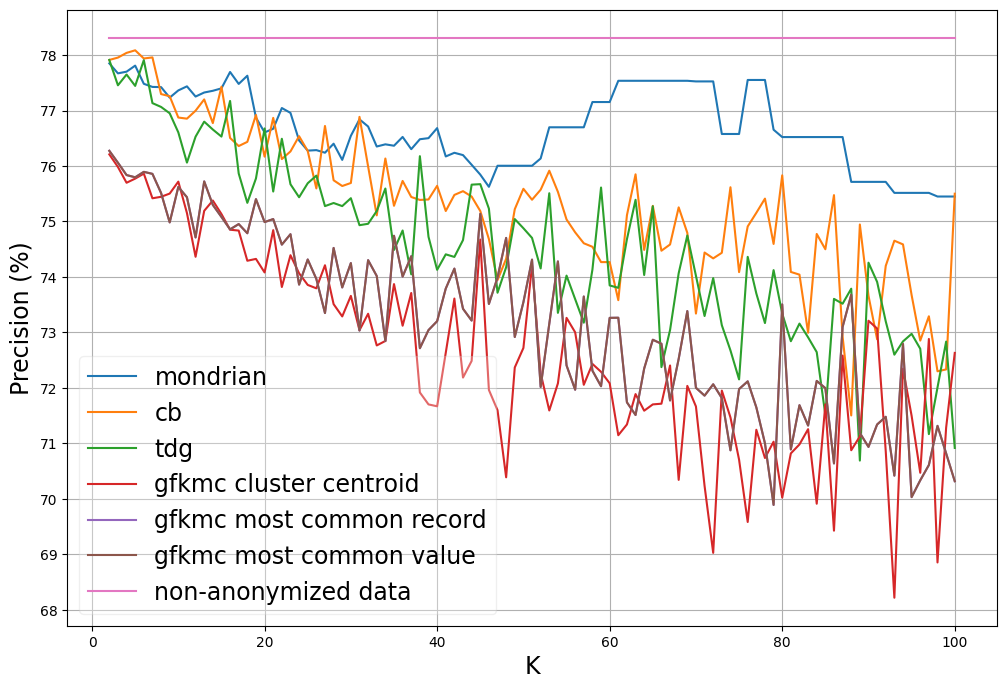 Precision (%)
78
77
76
75
74
73
72
71
70
69
68
mondrian
cb
tdg
gfkmc cluster centroid
gfkmc most common record
gfkmc most common value
non-anonymized data
0 20 40 60 80 100
K